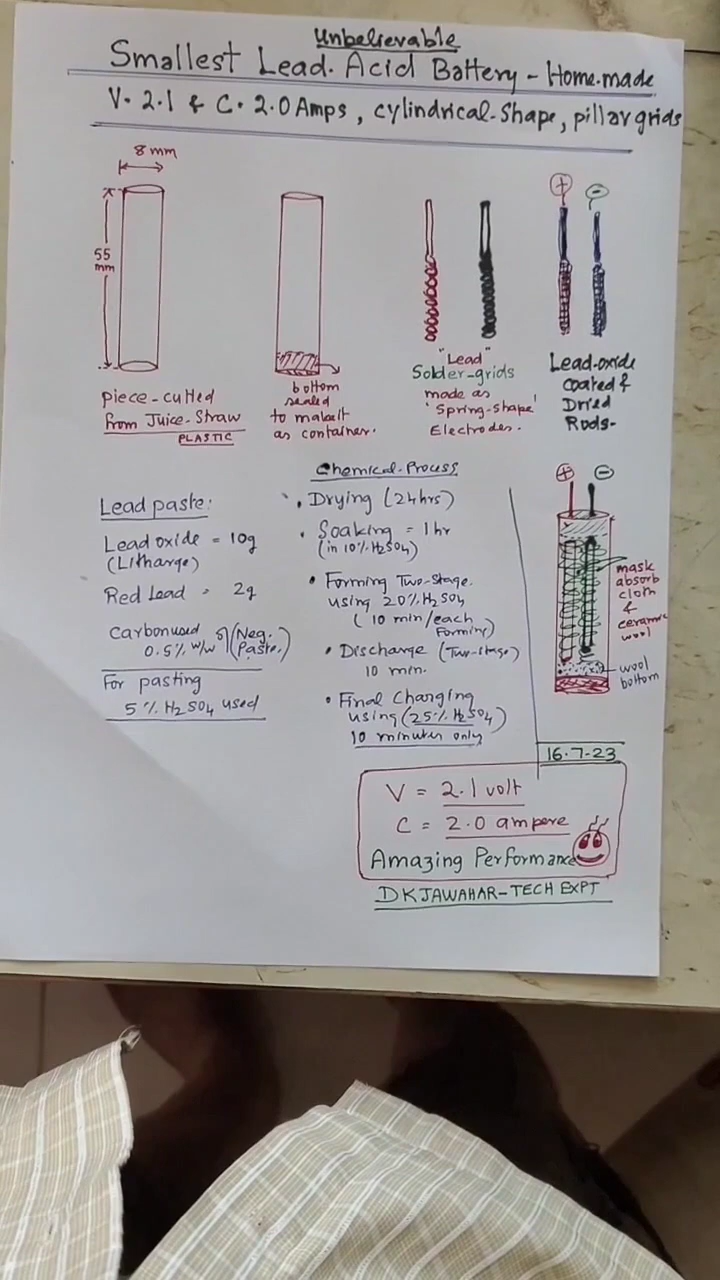 Unbelievable
Smallest Lead-Acid Battery - Home-made
V. 2.1 & C. 2.0 Amps, cylindrical-Shape, pillar grids
8 mm
55
mm
piece-cutted
from Juice-Straw
PLASTIC
bottom
sealed
to make it
as container.
"Lead"
Solder-grids
made as
'Spring-shape'
Electrodes.
+
-
Lead-oxide
coated &
Dried
Rods-
Lead paste:
Lead oxide = 10g
(Litharge)
Red Lead = 2g
Carbon used
0.5% w/w (Neg. Paste.)
For pasting
5% H2SO4 used
Chemical-Process
. Drying (24hrs)
• Soaking = 1hr
(in 10% H2SO4)
• Forming Two-Stage.
using 20% H2SO4
(10 min/each
Forming)
• Discharge (Two-stage)
10 min.
• Final Charging
using (25% H2SO4)
10 minutes only
+ -
mask
absorb
cloth
&
ceramic
wool
wool
bottom
16.7-23
V = 2.1 volt
C = 2.0 ampere
Amazing Performance
DKJAWAHAR-TECH EXPT